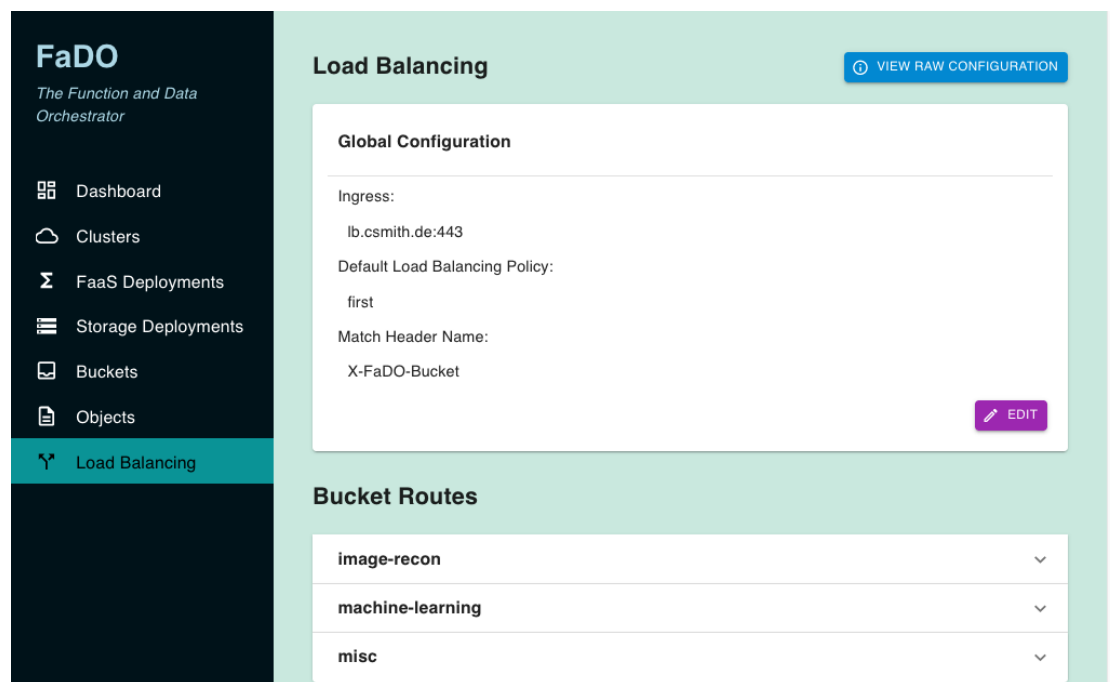 FaDO
The Function and Data
Orchestrator
Dashboard
Clusters
FaaS Deployments
Storage Deployments
Buckets
Objects
Load Balancing
Load Balancing
VIEW RAW CONFIGURATION
Global Configuration
Ingress:
lb.csmith.de:443
Default Load Balancing Policy:
first
Match Header Name:
X-FaDO-Bucket
EDIT
Bucket Routes
image-recon
machine-learning
misc